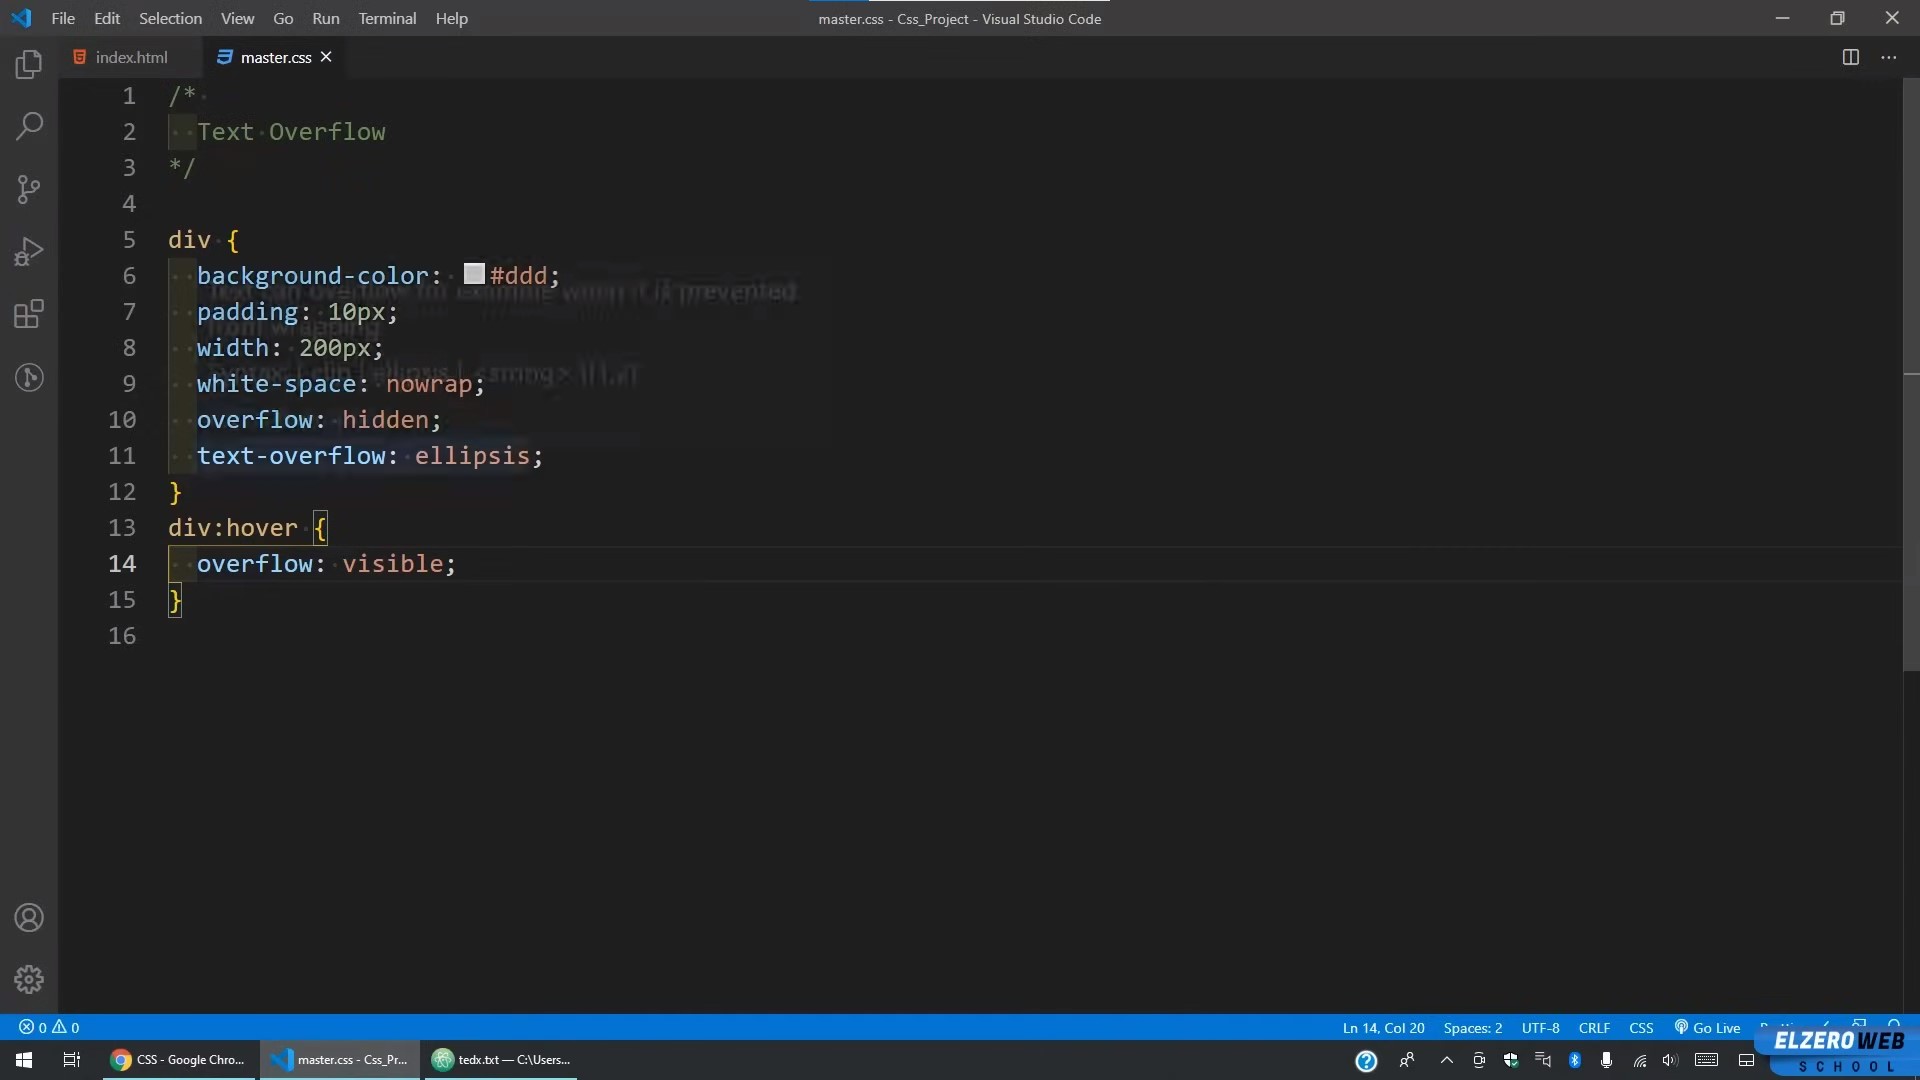 File Edit Selection View Go Run Terminal Help
master.css - Css_Project - Visual Studio Code
index.html
master.css
1 /*
2 Text Overflow
3 */
4
5 div {
6 background-color: #ddd;
7 padding: 10px;
8 width: 200px;
9 white-space: nowrap;
10 overflow: hidden;
11 text-overflow: ellipsis;
12 }
13 div:hover {
14 overflow: visible;
15 }
16
0 0
Ln 14, Col 20 Spaces: 2 UTF-8 CRLF CSS Go Live
CSS - Google Chro...
master.css - Css_Pr...
tedx.txt — C:\Users...
ELZEROWEB
SCHOOL